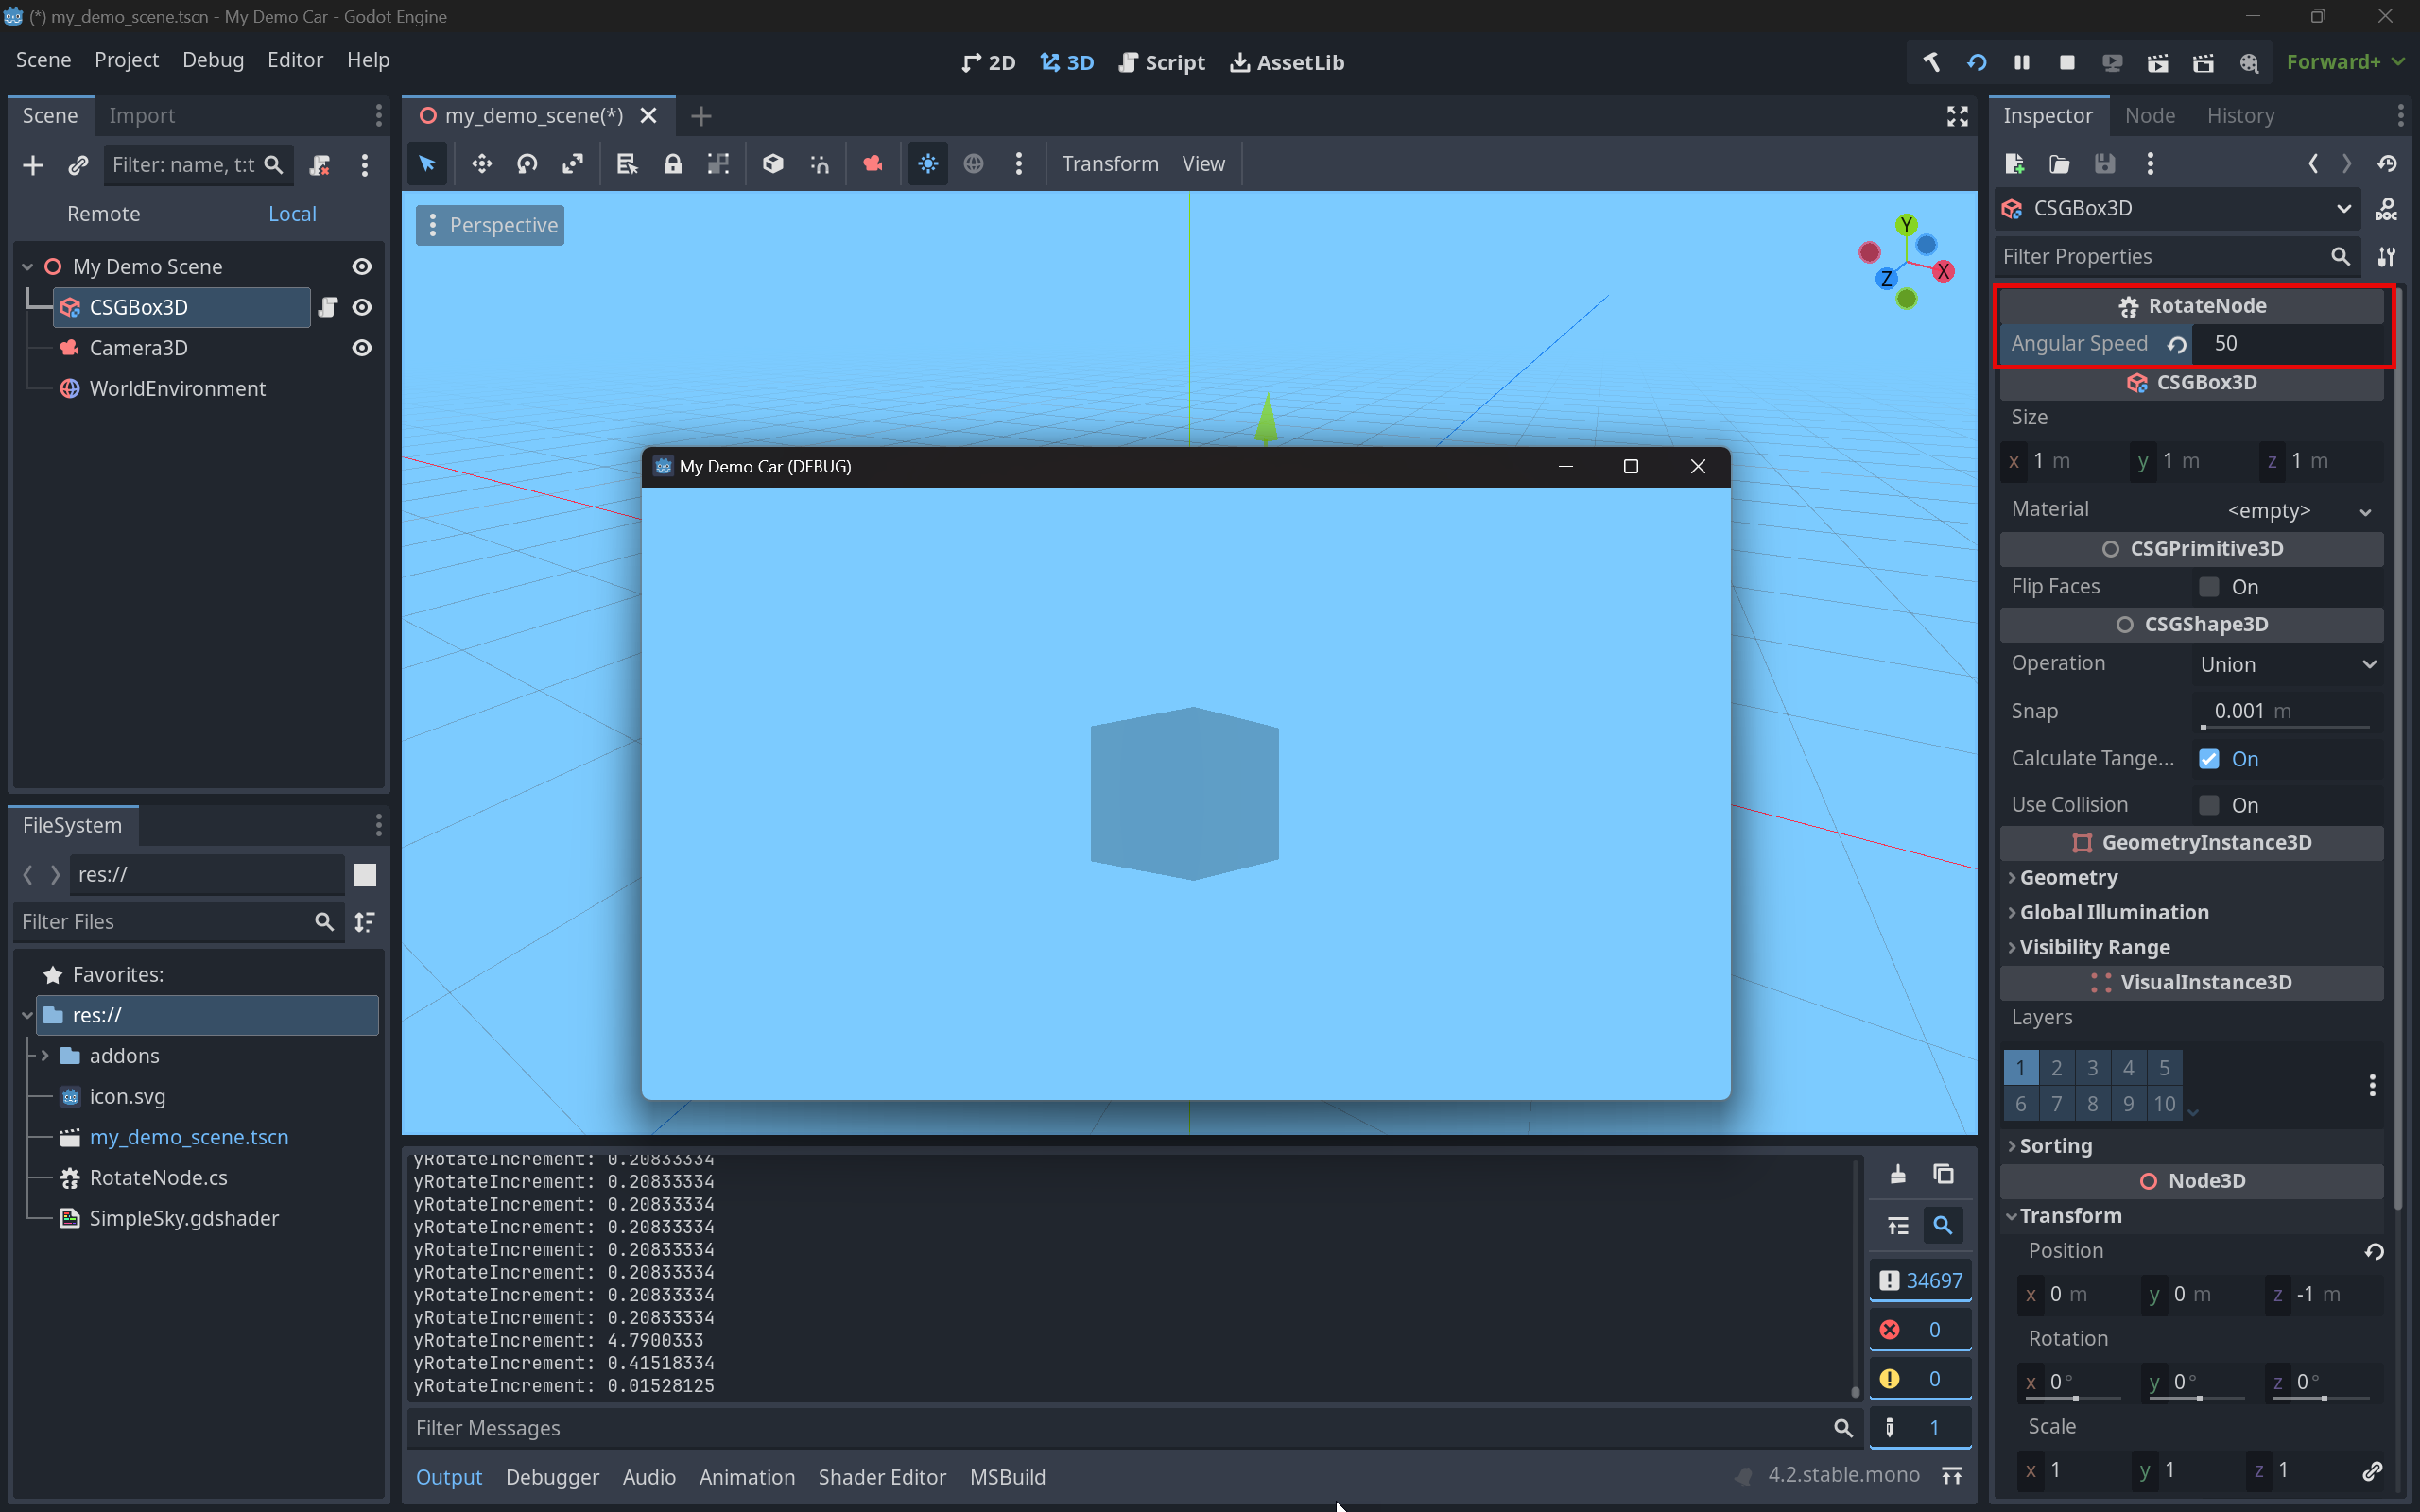 (*) my_demo_scene.tscn - My Demo Car - Godot Engine
Scene Project Debug Editor Help
2D 3D Script AssetLib
Forward+
Scene Import
Filter: name, t:t
Remote Local
My Demo Scene
CSGBox3D
Camera3D
WorldEnvironment
FileSystem
res://
Filter Files
Favorites:
res://
addons
icon.svg
my_demo_scene.tscn
RotateNode.cs
SimpleSky.gdshader
my_demo_scene(*)
Transform View
Perspective
Y
X
Z
My Demo Car (DEBUG)
yRotateIncrement: 0.20833334
yRotateIncrement: 0.20833334
yRotateIncrement: 0.20833334
yRotateIncrement: 0.20833334
yRotateIncrement: 0.20833334
yRotateIncrement: 0.20833334
yRotateIncrement: 0.20833334
yRotateIncrement: 0.20833334
yRotateIncrement: 4.7900333
yRotateIncrement: 0.41518334
yRotateIncrement: 0.01528125
34697
0
0
1
Filter Messages
Output Debugger Audio Animation Shader Editor MSBuild
4.2.stable.mono
Inspector Node History
CSGBox3D
DOC
Filter Properties
RotateNode
Angular Speed 50
CSGBox3D
Size
x 1 m y 1 m z 1 m
Material <empty>
CSGPrimitive3D
Flip Faces On
CSGShape3D
Operation Union
Snap 0.001 m
Calculate Tange... On
Use Collision On
GeometryInstance3D
Geometry
Global Illumination
Visibility Range
VisualInstance3D
Layers
1 2 3 4 5
6 7 8 9 10
Sorting
Node3D
Transform
Position
x 0 m y 0 m z -1 m
Rotation
x 0° y 0° z 0°
Scale
x 1 y 1 z 1